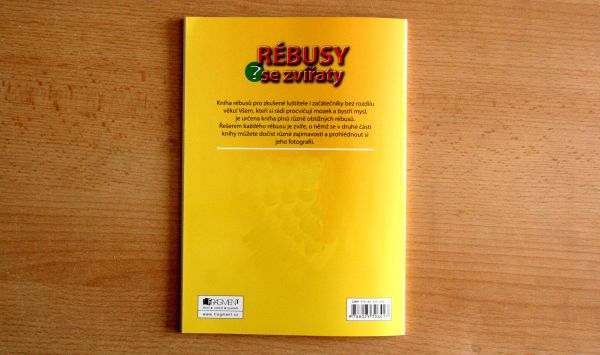 RÉBUSY
? se zvířaty
Kniha rébusů pro zkušené luštitele i začátečníky bez rozdílu
věku! Všem, kteří si rádi procvičují mozek a bystří mysl,
je určena kniha plná různě obtížných rébusů.
Řešením každého rébusu je zvíře, o němž se v druhé části
knihy můžete dočíst různé zajímavosti a prohlédnout si
jeho fotografii.
FRAGMENT
www.fragment.cz
ISBN